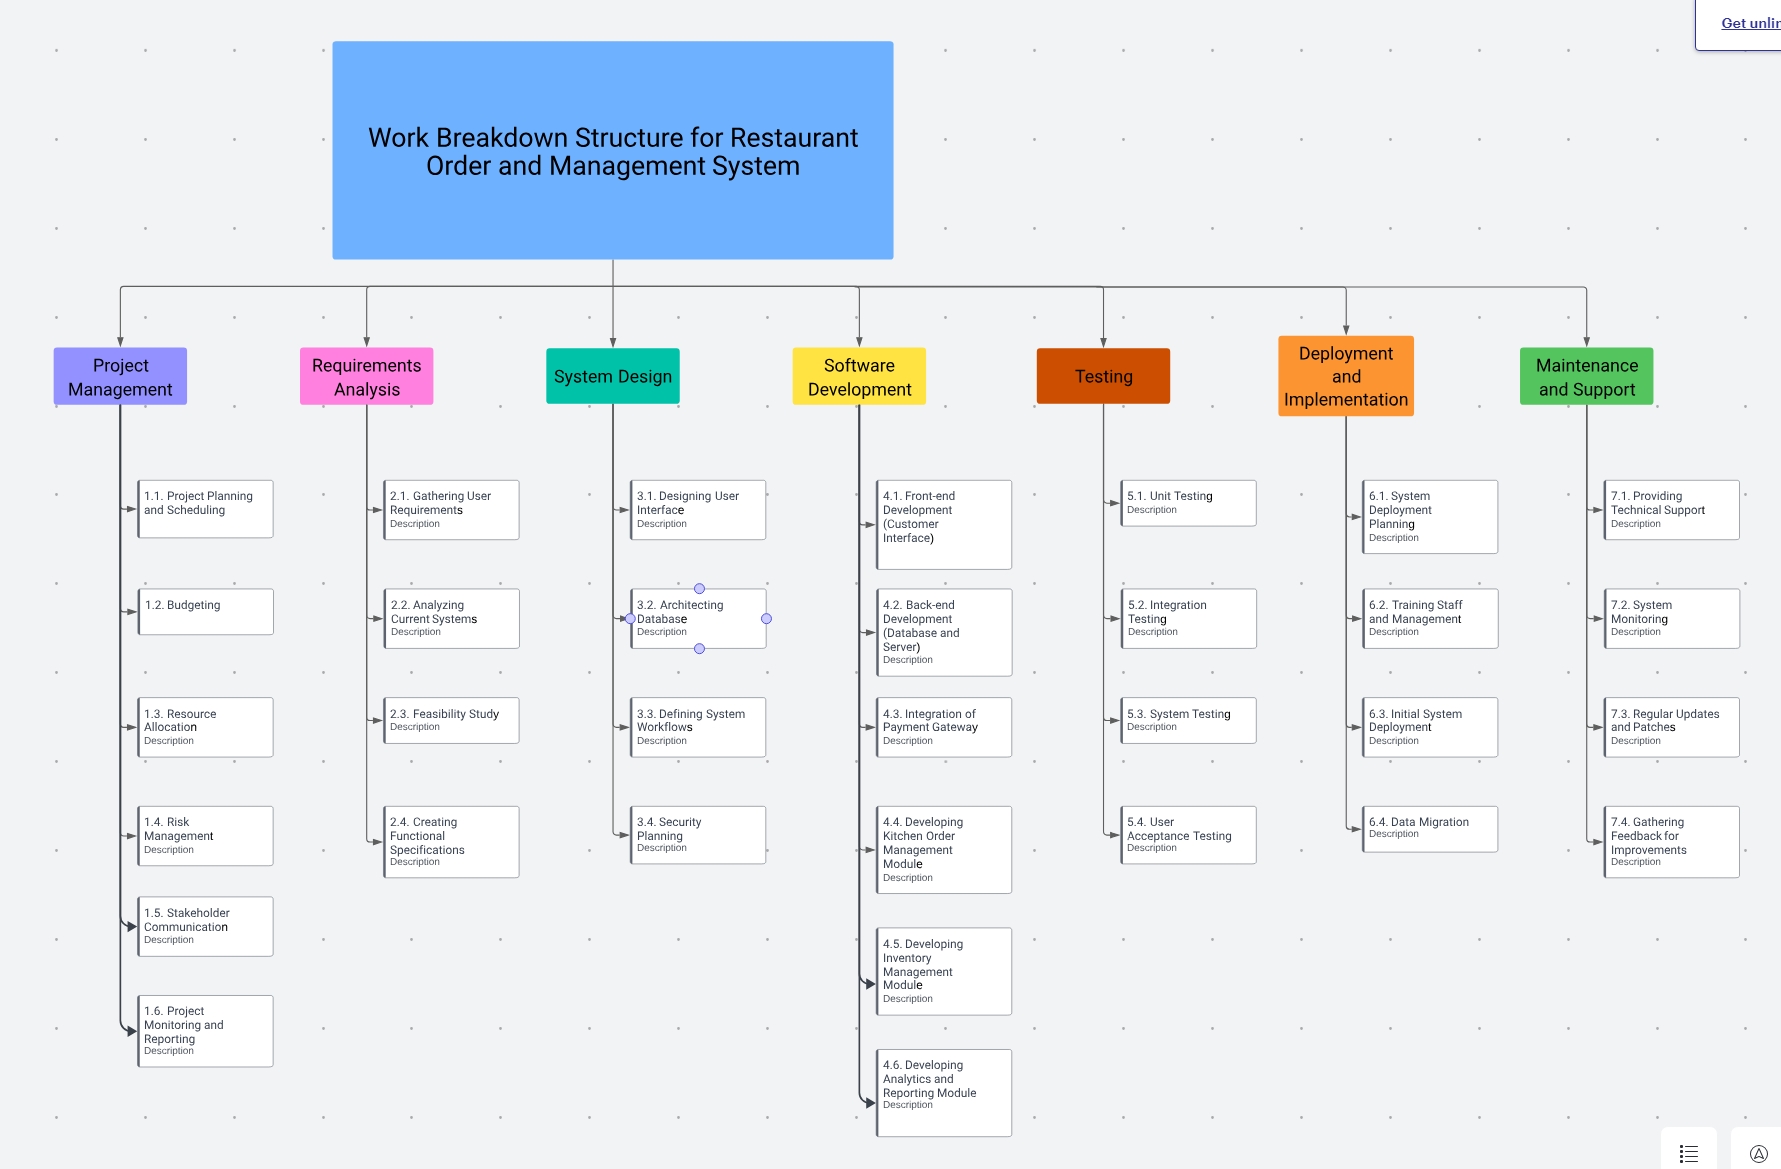 Get unlin
Work Breakdown Structure for Restaurant
Order and Management System
Project
Management
1.1. Project Planning
and Scheduling
1.2. Budgeting
1.3. Resource
Allocation
Description
1.4. Risk
Management
Description
1.5. Stakeholder
Communication
Description
1.6. Project
Monitoring and
Reporting
Description
Requirements
Analysis
2.1. Gathering User
Requirements
Description
2.2. Analyzing
Current Systems
Description
2.3. Feasibility Study
Description
2.4. Creating
Functional
Specifications
Description
System Design
3.1. Designing User
Interface
Description
3.2. Architecting
Database
Description
3.3. Defining System
Workflows
Description
3.4. Security
Planning
Description
Software
Development
4.1. Front-end
Development
(Customer
Interface)
4.2. Back-end
Development
(Database and
Server)
Description
4.3. Integration of
Payment Gateway
Description
4.4. Developing
Kitchen Order
Management
Module
Description
4.5. Developing
Inventory
Management
Module
Description
4.6. Developing
Analytics and
Reporting Module
Description
Testing
5.1. Unit Testing
Description
5.2. Integration
Testing
Description
5.3. System Testing
Description
5.4. User
Acceptance Testing
Description
Deployment
and
Implementation
6.1. System
Deployment
Planning
Description
6.2. Training Staff
and Management
Description
6.3. Initial System
Deployment
Description
6.4. Data Migration
Description
Maintenance
and Support
7.1. Providing
Technical Support
Description
7.2. System
Monitoring
Description
7.3. Regular Updates
and Patches
Description
7.4. Gathering
Feedback for
Improvements
Description